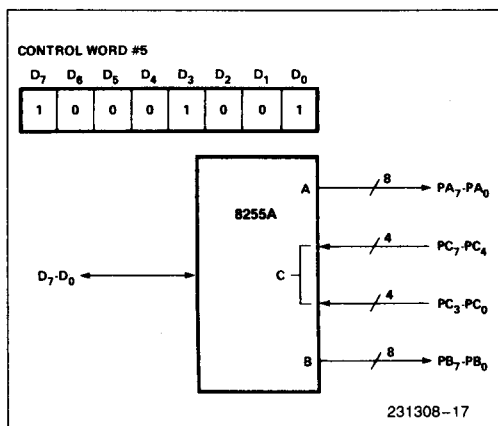 CONTROL WORD #5
D7 D6 D5 D4 D3 D2 D1 D0
1 0 0 0 1 0 0 1
8255A
A
8
PA7-PA0
4
PC7-PC4
D7-D0
C
4
PC3-PC0
B
8
PB7-PB0
231308-17